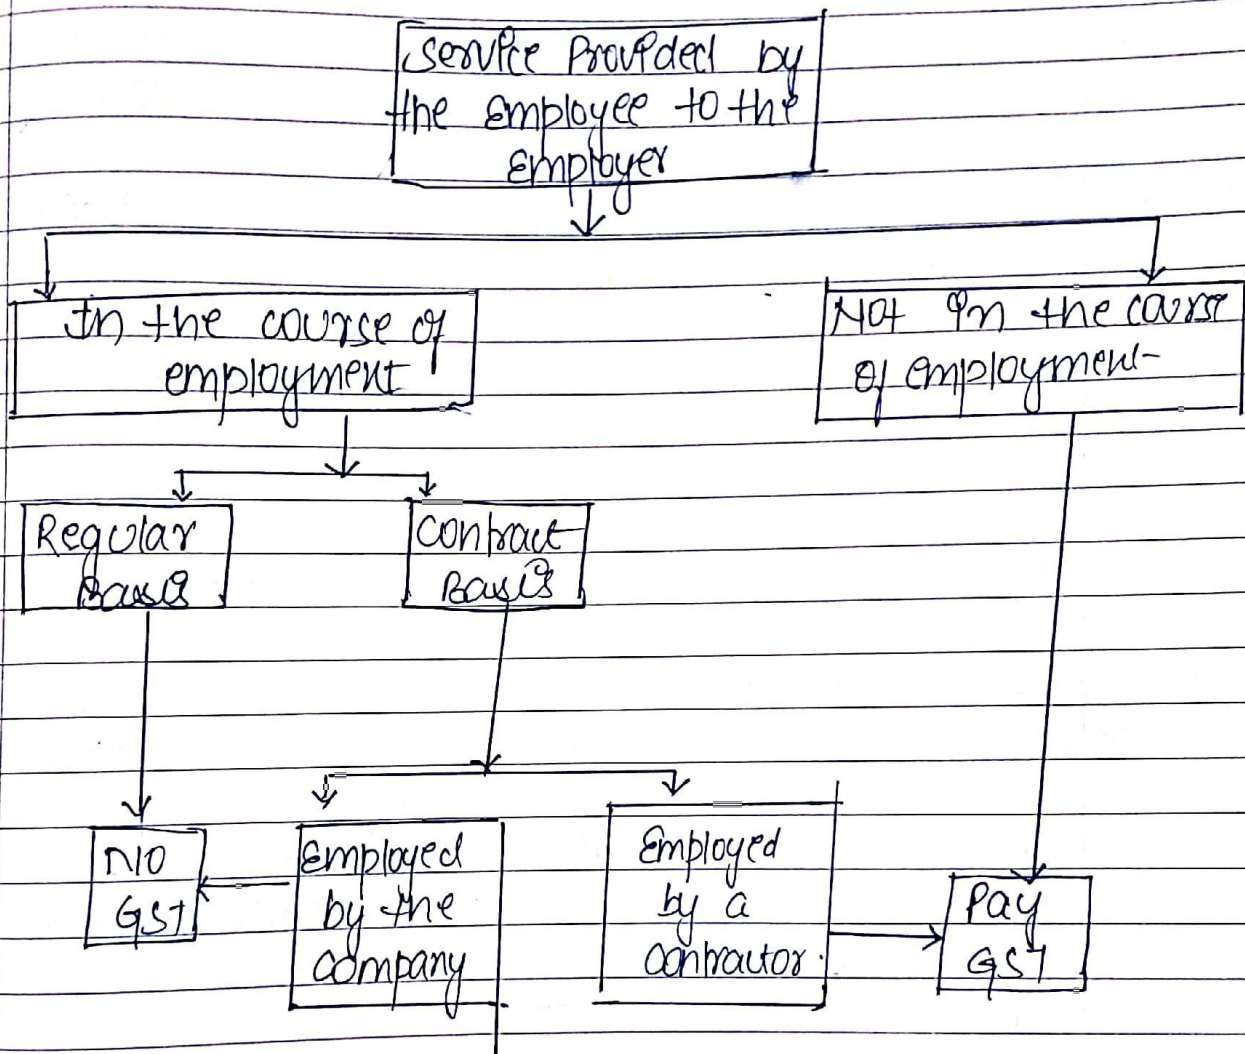 Service Provided by
the Employee to the
Employer
In the course of
employment
Not in the course
of employment
Regular
Basis
Contract
Basis
NO
GST
Employed
by the
company
Employed
by a
contractor.
Pay
GST